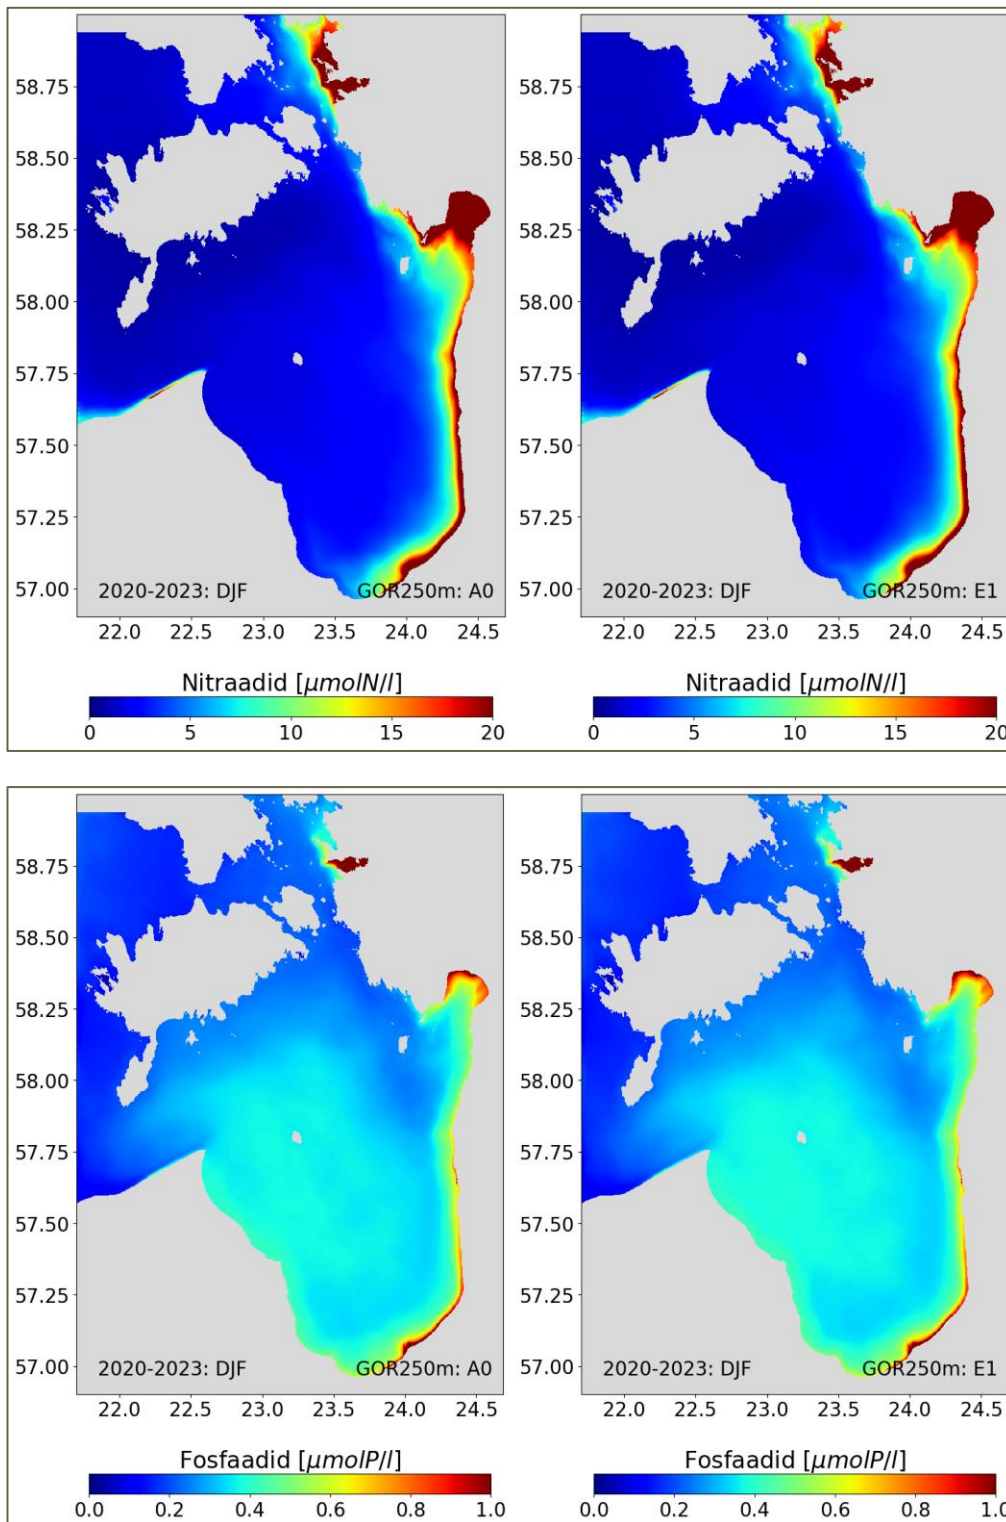 58.75
58.50
58.25
58.00
57.75
57.50
57.25
57.00
2020-2023: DJF
GOR250m: A0
22.0 22.5 23.0 23.5 24.0 24.5
Nitraadid [μmolN/l]
0 5 10 15 20
58.75
58.50
58.25
58.00
57.75
57.50
57.25
57.00
2020-2023: DJF
GOR250m: E1
22.0 22.5 23.0 23.5 24.0 24.5
Nitraadid [μmolN/l]
0 5 10 15 20
58.75
58.50
58.25
58.00
57.75
57.50
57.25
57.00
2020-2023: DJF
GOR250m: A0
22.0 22.5 23.0 23.5 24.0 24.5
Fosfaadid [μmolP/l]
0.0 0.2 0.4 0.6 0.8 1.0
58.75
58.50
58.25
58.00
57.75
57.50
57.25
57.00
2020-2023: DJF
GOR250m: E1
22.0 22.5 23.0 23.5 24.0 24.5
Fosfaadid [μmolP/l]
0.0 0.2 0.4 0.6 0.8 1.0